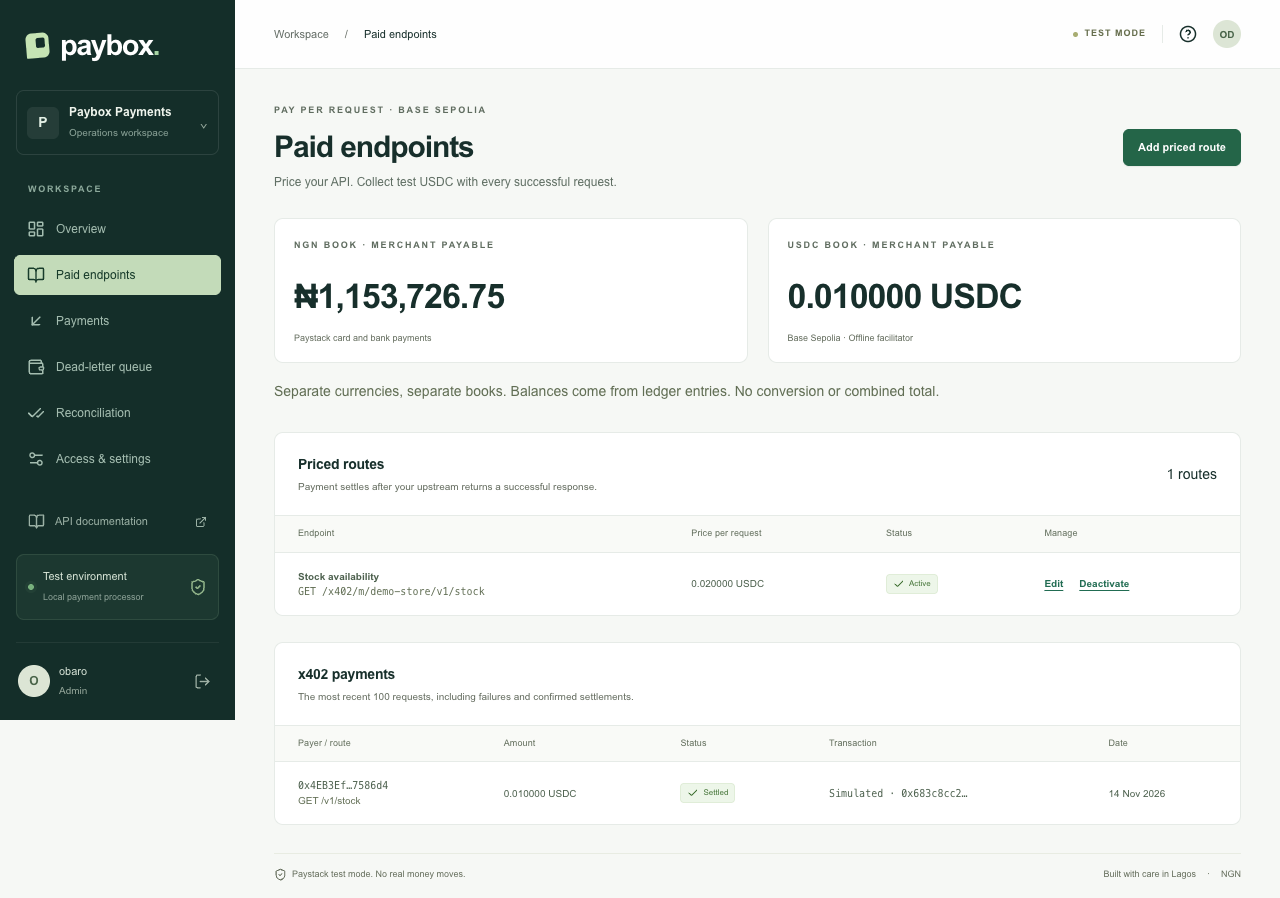 paybox.
P
Paybox Payments
Operations workspace
WORKSPACE
Overview
Paid endpoints
Payments
Dead-letter queue
Reconciliation
Access & settings
API documentation
Test environment
Local payment processor
O
obaro
Admin
Workspace / Paid endpoints
TEST MODE
OD
PAY PER REQUEST · BASE SEPOLIA
Paid endpoints
Price your API. Collect test USDC with every successful request.
Add priced route
NGN BOOK · MERCHANT PAYABLE
₦1,153,726.75
Paystack card and bank payments
USDC BOOK · MERCHANT PAYABLE
0.010000 USDC
Base Sepolia · Offline facilitator
Separate currencies, separate books. Balances come from ledger entries. No conversion or combined total.
Priced routes
Payment settles after your upstream returns a successful response.
1 routes
Endpoint Price per request Status Manage
Stock availability
GET /x402/m/demo-store/v1/stock
0.020000 USDC
Active
Edit Deactivate
x402 payments
The most recent 100 requests, including failures and confirmed settlements.
Payer / route Amount Status Transaction Date
0x4EB3Ef…7586d4
GET /v1/stock
0.010000 USDC
Settled
Simulated · 0x683c8cc2…
14 Nov 2026
Paystack test mode. No real money moves.
Built with care in Lagos · NGN